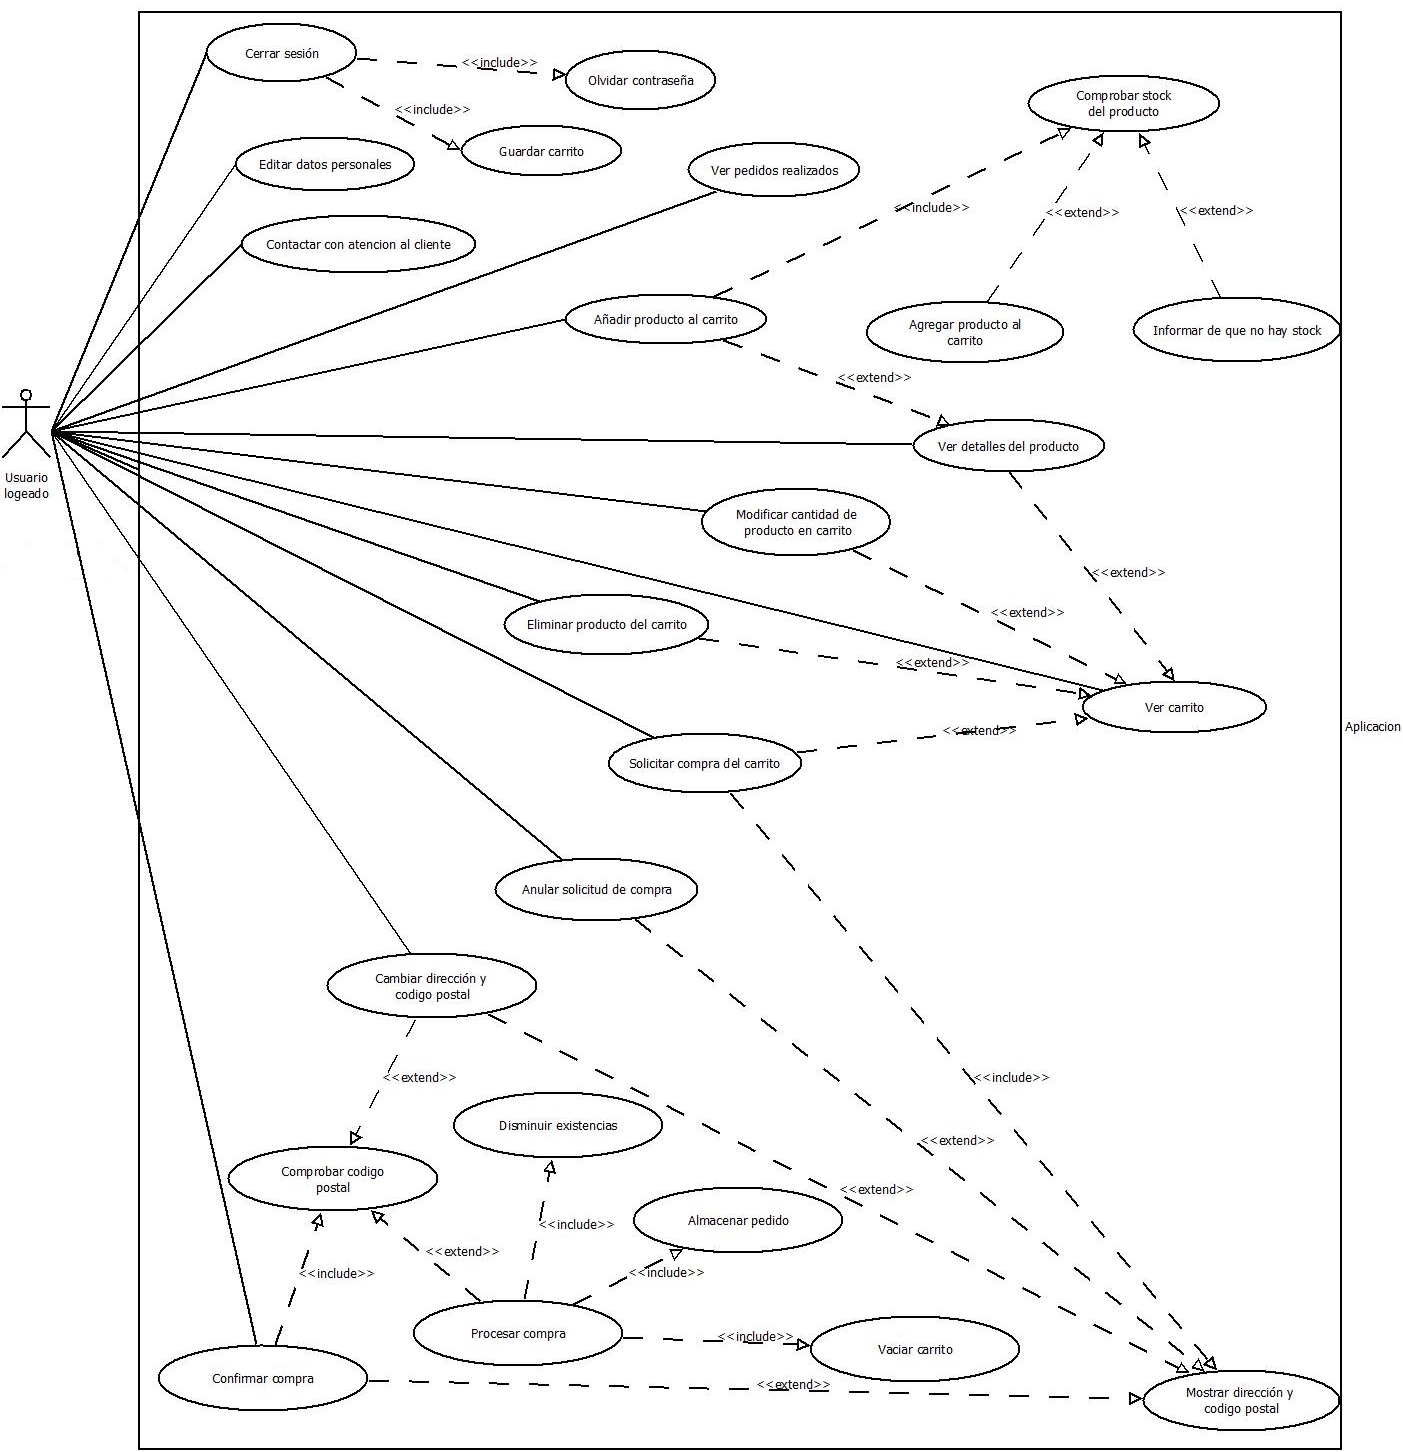 Cerrar sesión
<<include>>
Olvidar contraseña
<<include>>
Guardar carrito
Comprobar stock
del producto
Editar datos personales
Ver pedidos realizados
<<include>>
<<extend>>
<<extend>>
Contactar con atencion al cliente
Añadir producto al carrito
Agregar producto al
carrito
Informar de que no hay stock
<<extend>>
Ver detalles del producto
Usuario
logeado
Modificar cantidad de
producto en carrito
<<extend>>
<<extend>>
Eliminar producto del carrito
<<extend>>
Ver carrito
Aplicacion
<<extend>>
Solicitar compra del carrito
Anular solicitud de compra
Cambiar dirección y
codigo postal
<<extend>>
<<include>>
Disminuir existencias
<<extend>>
Comprobar codigo
postal
<<extend>>
Almacenar pedido
<<include>>
<<extend>>
<<include>>
<<include>>
Procesar compra
<<include>>
Vaciar carrito
Confirmar compra
<<extend>>
Mostrar dirección y
codigo postal